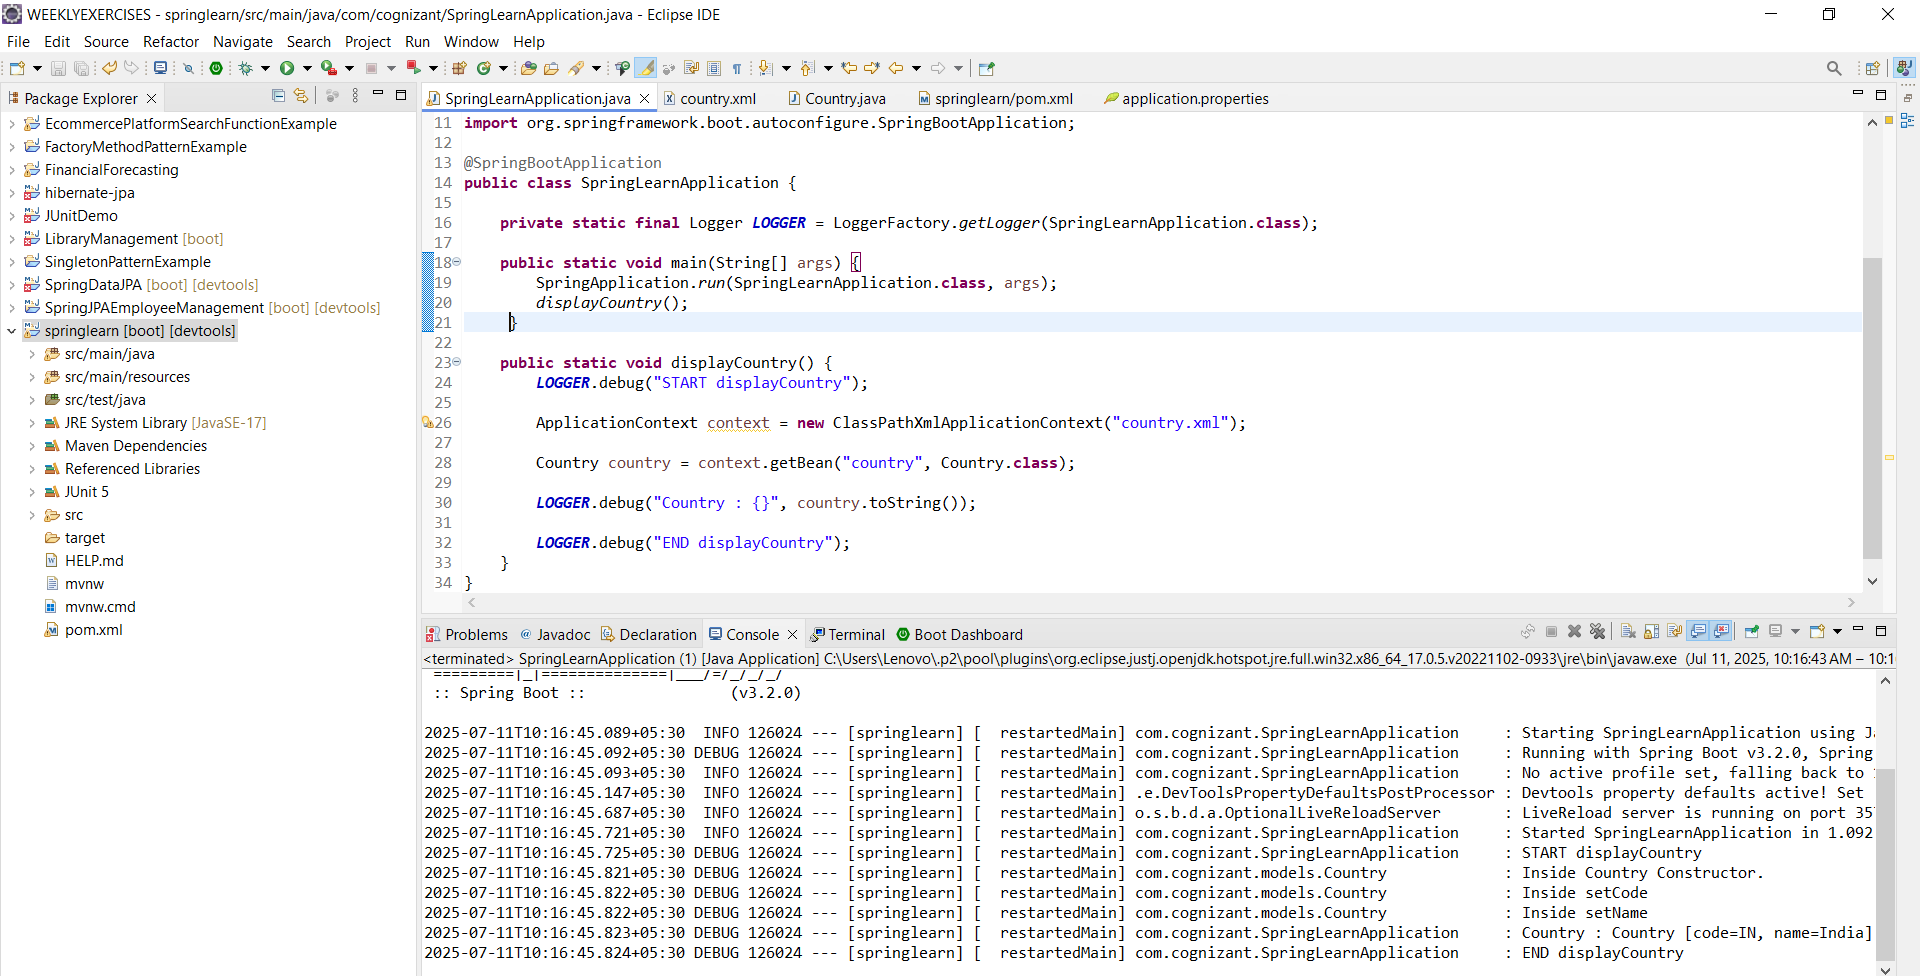 WEEKLYEXERCISES - springlearn/src/main/java/com/cognizant/SpringLearnApplication.java - Eclipse IDE
File Edit Source Refactor Navigate Search Project Run Window Help
Package Explorer
EcommercePlatformSearchFunctionExample
FactoryMethodPatternExample
FinancialForecasting
hibernate-jpa
JUnitDemo
LibraryManagement [boot]
SingletonPatternExample
SpringDataJPA [boot] [devtools]
SpringJPAEmployeeManagement [boot] [devtools]
springlearn [boot] [devtools]
src/main/java
src/main/resources
src/test/java
JRE System Library [JavaSE-17]
Maven Dependencies
Referenced Libraries
JUnit 5
src
target
HELP.md
mvnw
mvnw.cmd
pom.xml
SpringLearnApplication.java country.xml Country.java springlearn/pom.xml application.properties
11 import org.springframework.boot.autoconfigure.SpringBootApplication;
12
13 @SpringBootApplication
14 public class SpringLearnApplication {
15
16 private static final Logger LOGGER = LoggerFactory.getLogger(SpringLearnApplication.class);
17
18 public static void main(String[] args) {
19 SpringApplication.run(SpringLearnApplication.class, args);
20 displayCountry();
21 }
22
23 public static void displayCountry() {
24 LOGGER.debug("START displayCountry");
25
26 ApplicationContext context = new ClassPathXmlApplicationContext("country.xml");
27
28 Country country = context.getBean("country", Country.class);
29
30 LOGGER.debug("Country : {}", country.toString());
31
32 LOGGER.debug("END displayCountry");
33 }
34 }
Problems Javadoc Declaration Console Terminal Boot Dashboard
<terminated> SpringLearnApplication (1) [Java Application] C:\Users\Lenovo\.p2\pool\plugins\org.eclipse.justj.openjdk.hotspot.jre.full.win32.x86_64_17.0.5.v20221102-0933\jre\bin\javaw.exe (Jul 11, 2025, 10:16:43 AM – 10:1
=========|_|==============|___/=/_/_/_/
:: Spring Boot :: (v3.2.0)
2025-07-11T10:16:45.089+05:30 INFO 126024 --- [springlearn] [ restartedMain] com.cognizant.SpringLearnApplication : Starting SpringLearnApplication using
2025-07-11T10:16:45.092+05:30 DEBUG 126024 --- [springlearn] [ restartedMain] com.cognizant.SpringLearnApplication : Running with Spring Boot v3.2.0, Spring
2025-07-11T10:16:45.093+05:30 INFO 126024 --- [springlearn] [ restartedMain] com.cognizant.SpringLearnApplication : No active profile set, falling back to
2025-07-11T10:16:45.147+05:30 INFO 126024 --- [springlearn] [ restartedMain] .e.DevToolsPropertyDefaultsPostProcessor : Devtools property defaults active! Set
2025-07-11T10:16:45.687+05:30 INFO 126024 --- [springlearn] [ restartedMain] o.s.b.d.a.OptionalLiveReloadServer : LiveReload server is running on port 35
2025-07-11T10:16:45.721+05:30 INFO 126024 --- [springlearn] [ restartedMain] com.cognizant.SpringLearnApplication : Started SpringLearnApplication in 1.092
2025-07-11T10:16:45.725+05:30 DEBUG 126024 --- [springlearn] [ restartedMain] com.cognizant.SpringLearnApplication : START displayCountry
2025-07-11T10:16:45.821+05:30 DEBUG 126024 --- [springlearn] [ restartedMain] com.cognizant.models.Country : Inside Country Constructor.
2025-07-11T10:16:45.822+05:30 DEBUG 126024 --- [springlearn] [ restartedMain] com.cognizant.models.Country : Inside setCode
2025-07-11T10:16:45.822+05:30 DEBUG 126024 --- [springlearn] [ restartedMain] com.cognizant.models.Country : Inside setName
2025-07-11T10:16:45.823+05:30 DEBUG 126024 --- [springlearn] [ restartedMain] com.cognizant.SpringLearnApplication : Country : Country [code=IN, name=India]
2025-07-11T10:16:45.824+05:30 DEBUG 126024 --- [springlearn] [ restartedMain] com.cognizant.SpringLearnApplication : END displayCountry